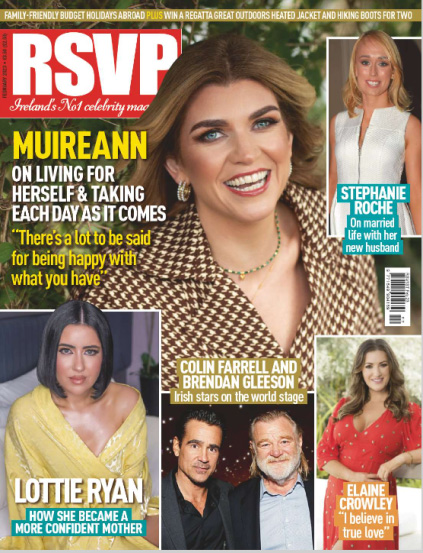 FAMILY-FRIENDLY BUDGET HOLIDAYS ABROAD PLUS WIN A REGATTA GREAT OUTDOORS HEATED JACKET AND HIKING BOOTS FOR TWO
RSVP
Ireland's No1 celebrity mag
MUIREANN
ON LIVING FOR
HERSELF & TAKING
EACH DAY AS IT COMES
"There's a lot to be said
for being happy with
what you have"
STEPHANIE
ROCHE
On married
life with her
new husband
COLIN FARRELL AND
BRENDAN GLEESON
Irish stars on the world stage
LOTTIE RYAN
HOW SHE BECAME A
MORE CONFIDENT MOTHER
ELAINE
CROWLEY
"I believe in
true love"